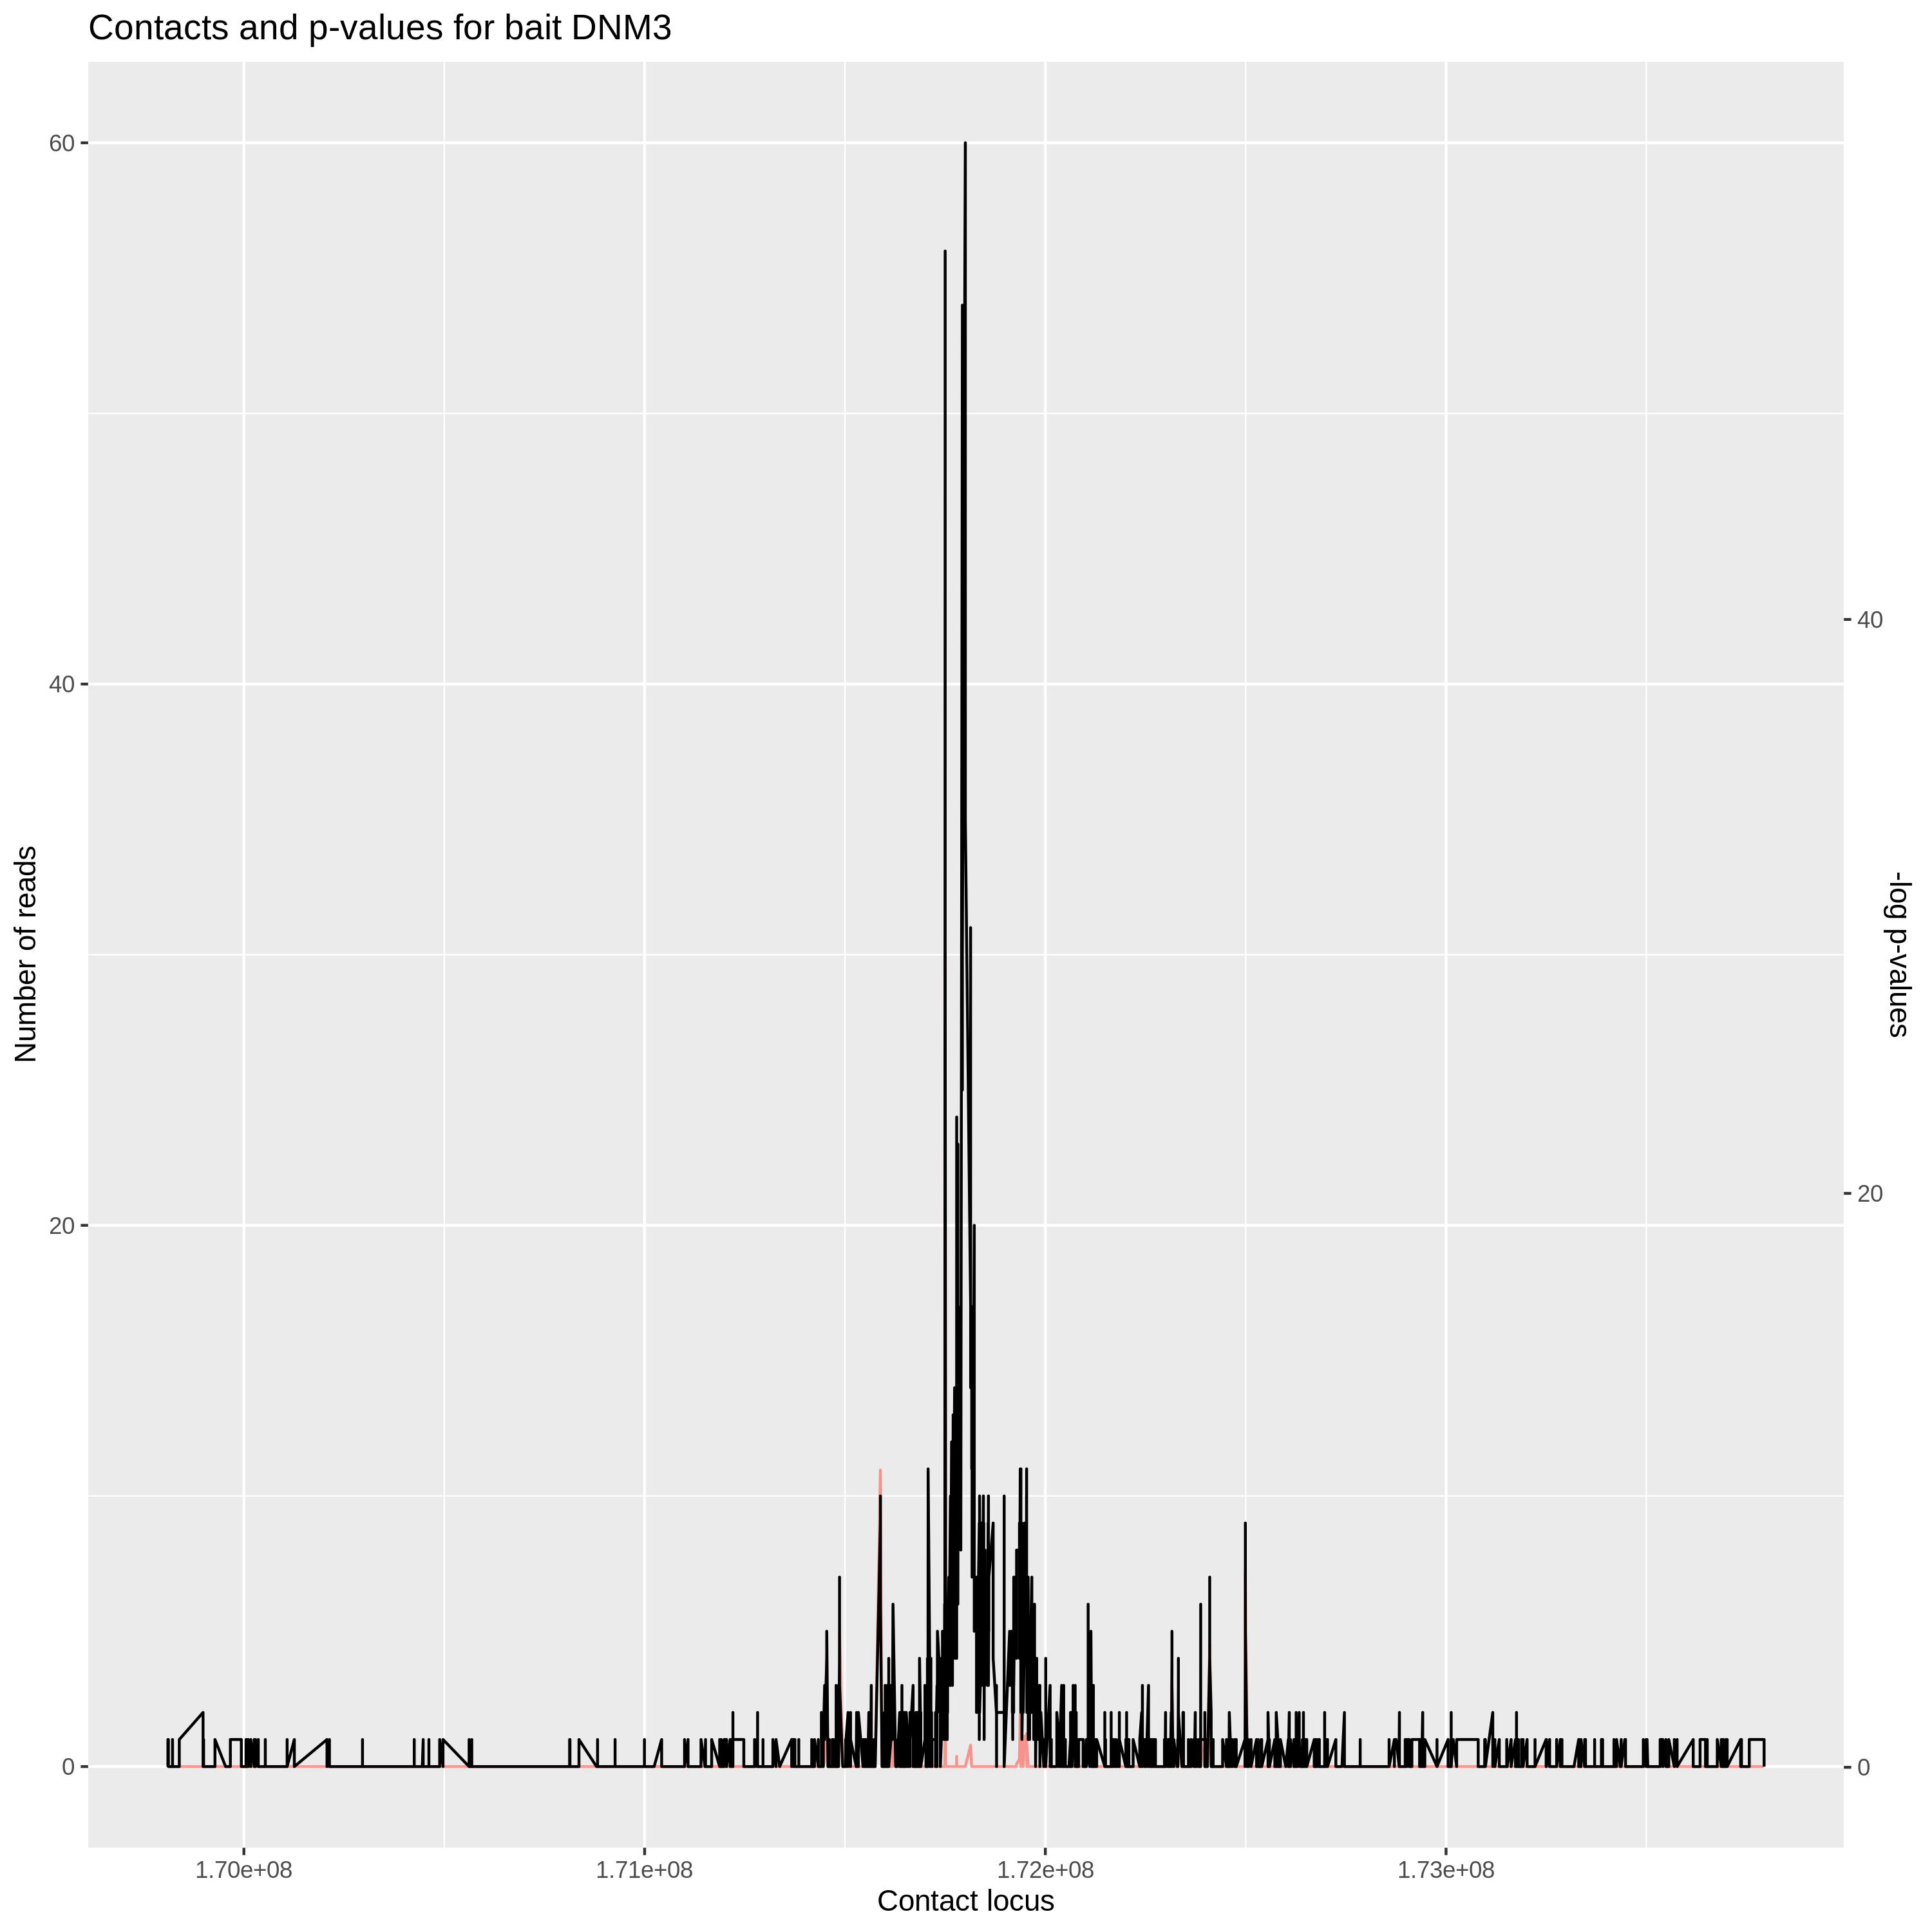 Contacts and p-values for bait DNM3
60
40
20
0
Number of reads
40
20
0
-log p-values
1.70e+08
1.71e+08
1.72e+08
1.73e+08
Contact locus